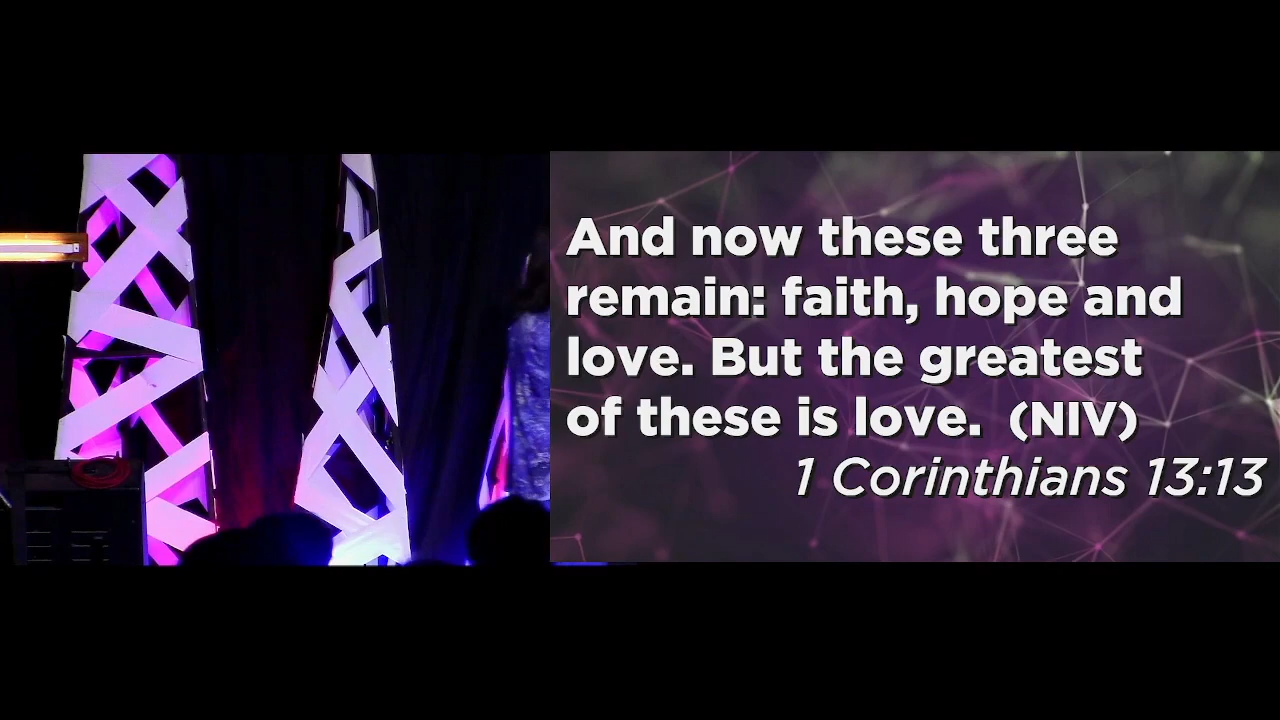 And now these three
remain: faith, hope and
love. But the greatest
of these is love. (NIV)
1 Corinthians 13:13